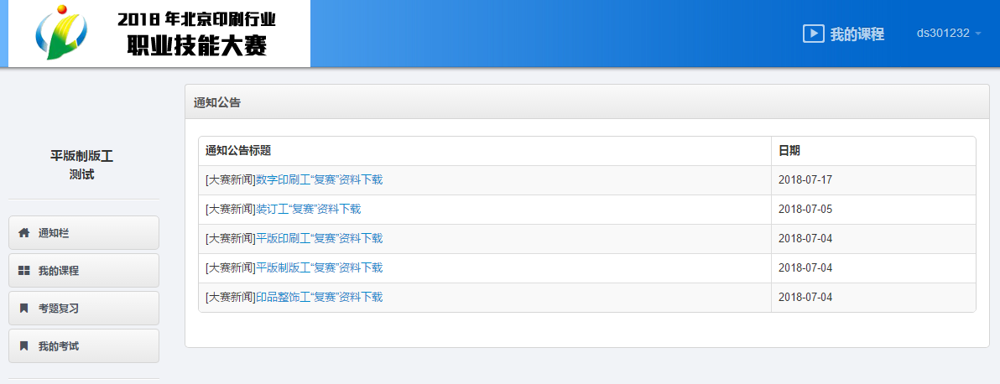 2018 年北京印刷行业
职业技能大赛
我的课程
ds301232
平版制版工
测试
通知栏
我的课程
考题复习
我的考试
通知公告
通知公告标题 日期
[大赛新闻]数字印刷工“复赛”资料下载 2018-07-17
[大赛新闻]装订工“复赛”资料下载 2018-07-05
[大赛新闻]平版印刷工“复赛”资料下载 2018-07-04
[大赛新闻]平版制版工“复赛”资料下载 2018-07-04
[大赛新闻]印品整饰工“复赛”资料下载 2018-07-04